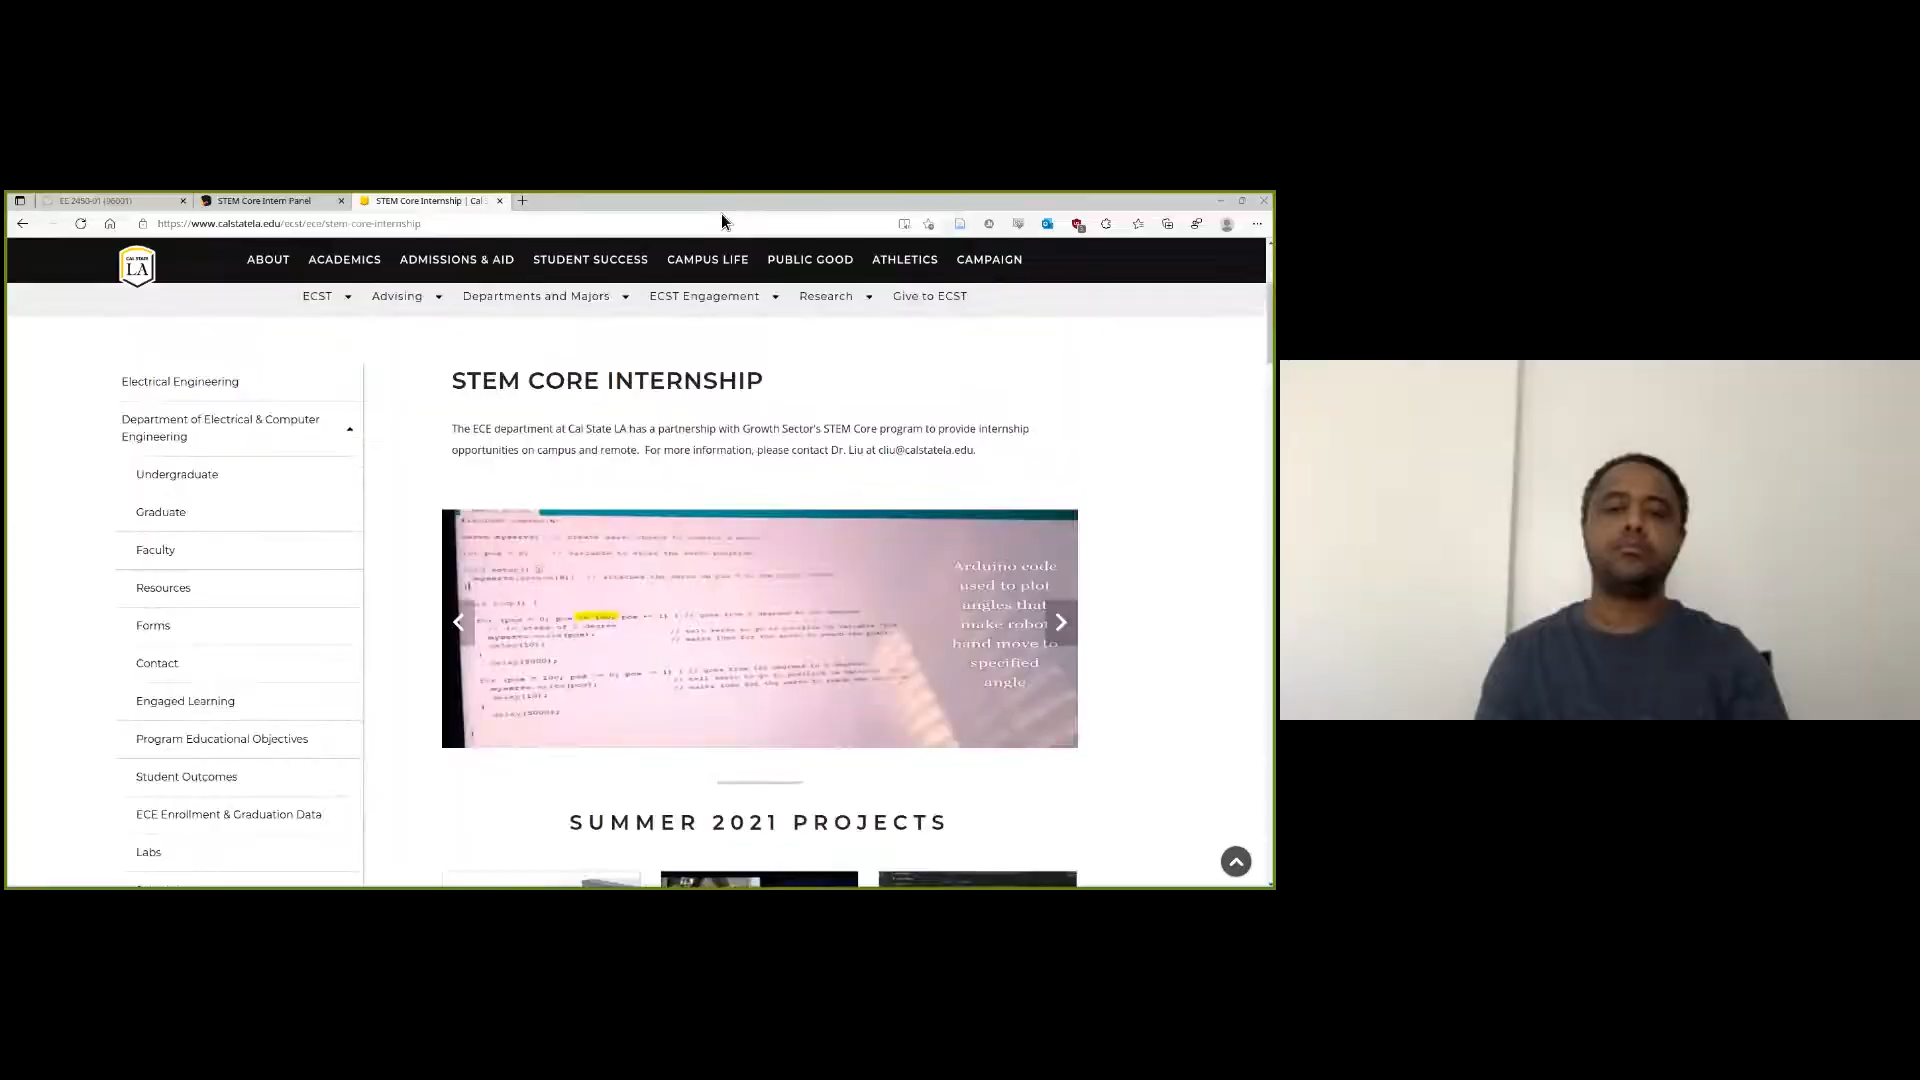 EE 2450-01 (96001)
STEM Core Intern Panel
STEM Core Internship | Cal S
https://www.calstatela.edu/ecst/ece/stem-core-internship
CAL STATE
LA
ABOUT ACADEMICS ADMISSIONS & AID STUDENT SUCCESS CAMPUS LIFE PUBLIC GOOD ATHLETICS CAMPAIGN
ECST Advising Departments and Majors ECST Engagement Research Give to ECST
Electrical Engineering
Department of Electrical & Computer
Engineering
Undergraduate
Graduate
Faculty
Resources
Forms
Contact
Engaged Learning
Program Educational Objectives
Student Outcomes
ECE Enrollment & Graduation Data
Labs
STEM CORE INTERNSHIP
The ECE department at Cal State LA has a partnership with Growth Sector's STEM Core program to provide internship
opportunities on campus and remote. For more information, please contact Dr. Liu at cliu@calstatela.edu.
Arduino code
used to plot
angles that
make robot
hand move to
specified
angle
SUMMER 2021 PROJECTS